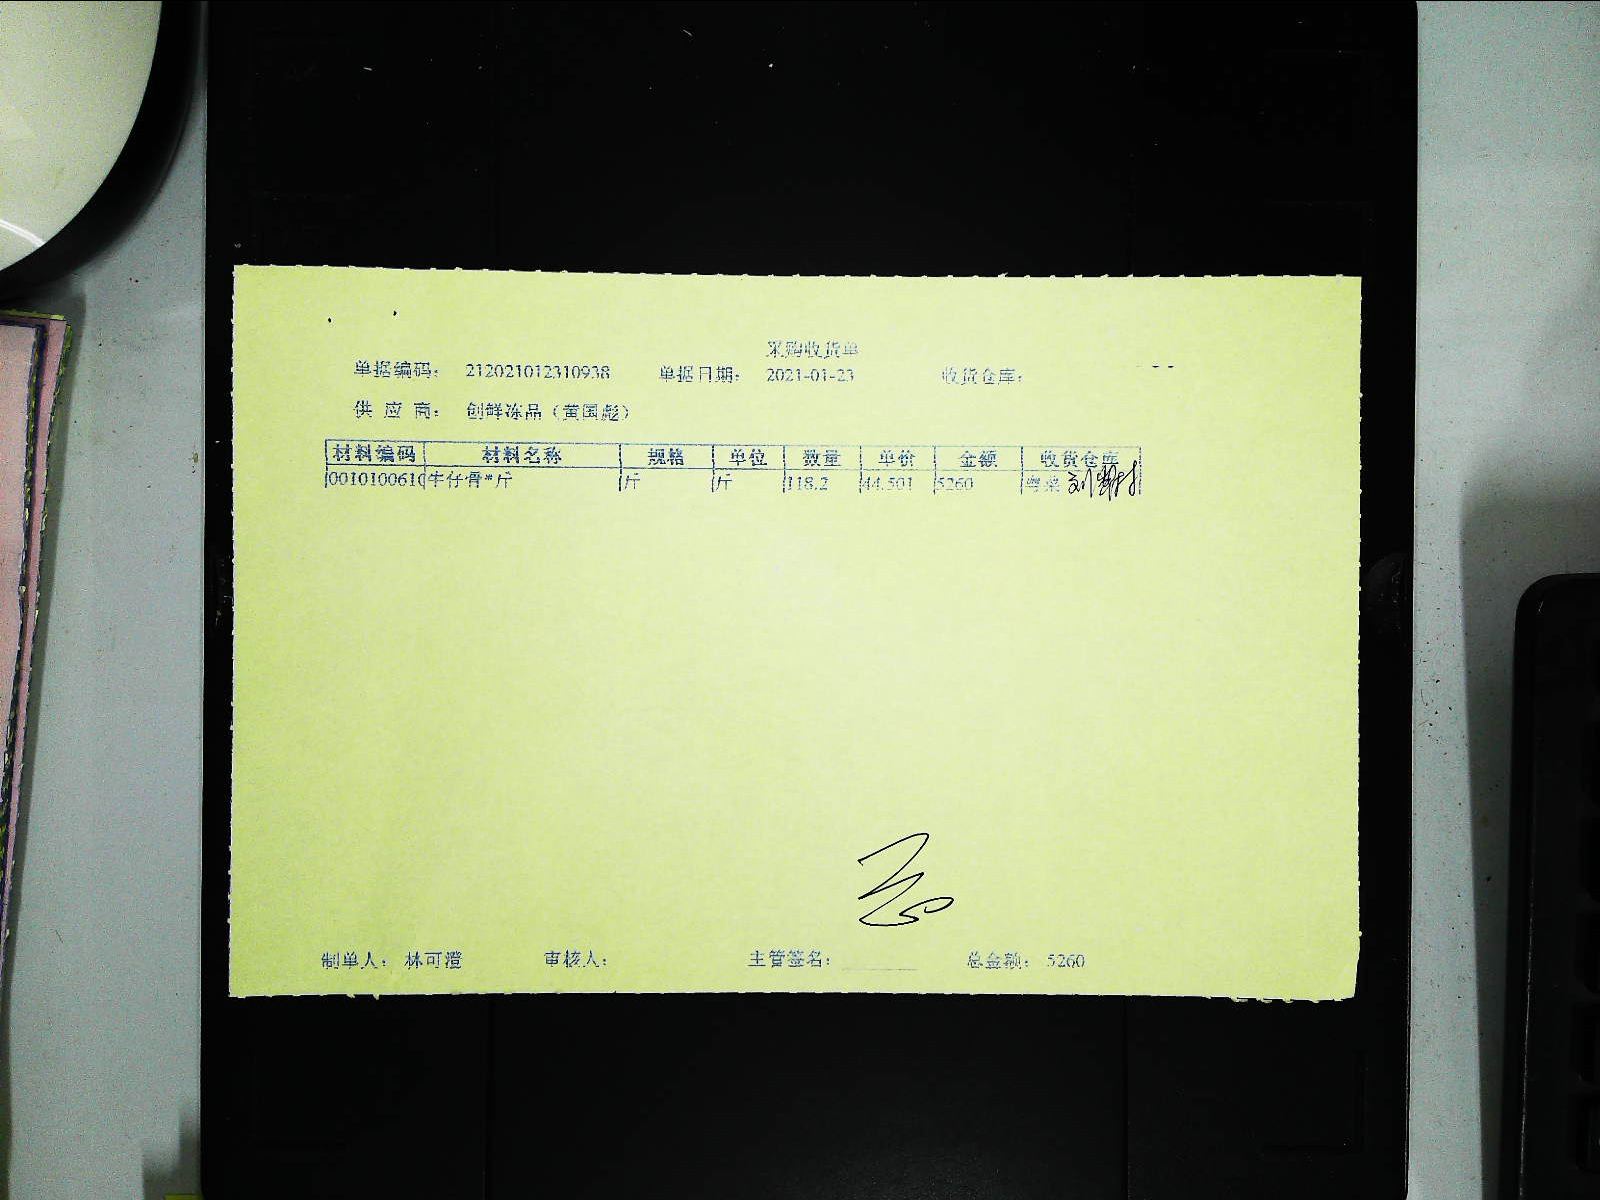 采购收货单
单据编码： 212021012310938 单据日期： 2021-01-23 收货仓库：
供 应 商： 创鲜冻品（黄国彪）
材料编码 材料名称 规格 单位 数量 单价 金额 收货仓库
0010100610 牛仔骨*斤 斤 斤 118.2 44.501 5260 粤菜
制单人： 林可澄 审核人： 主管签名： 总金额： 5260